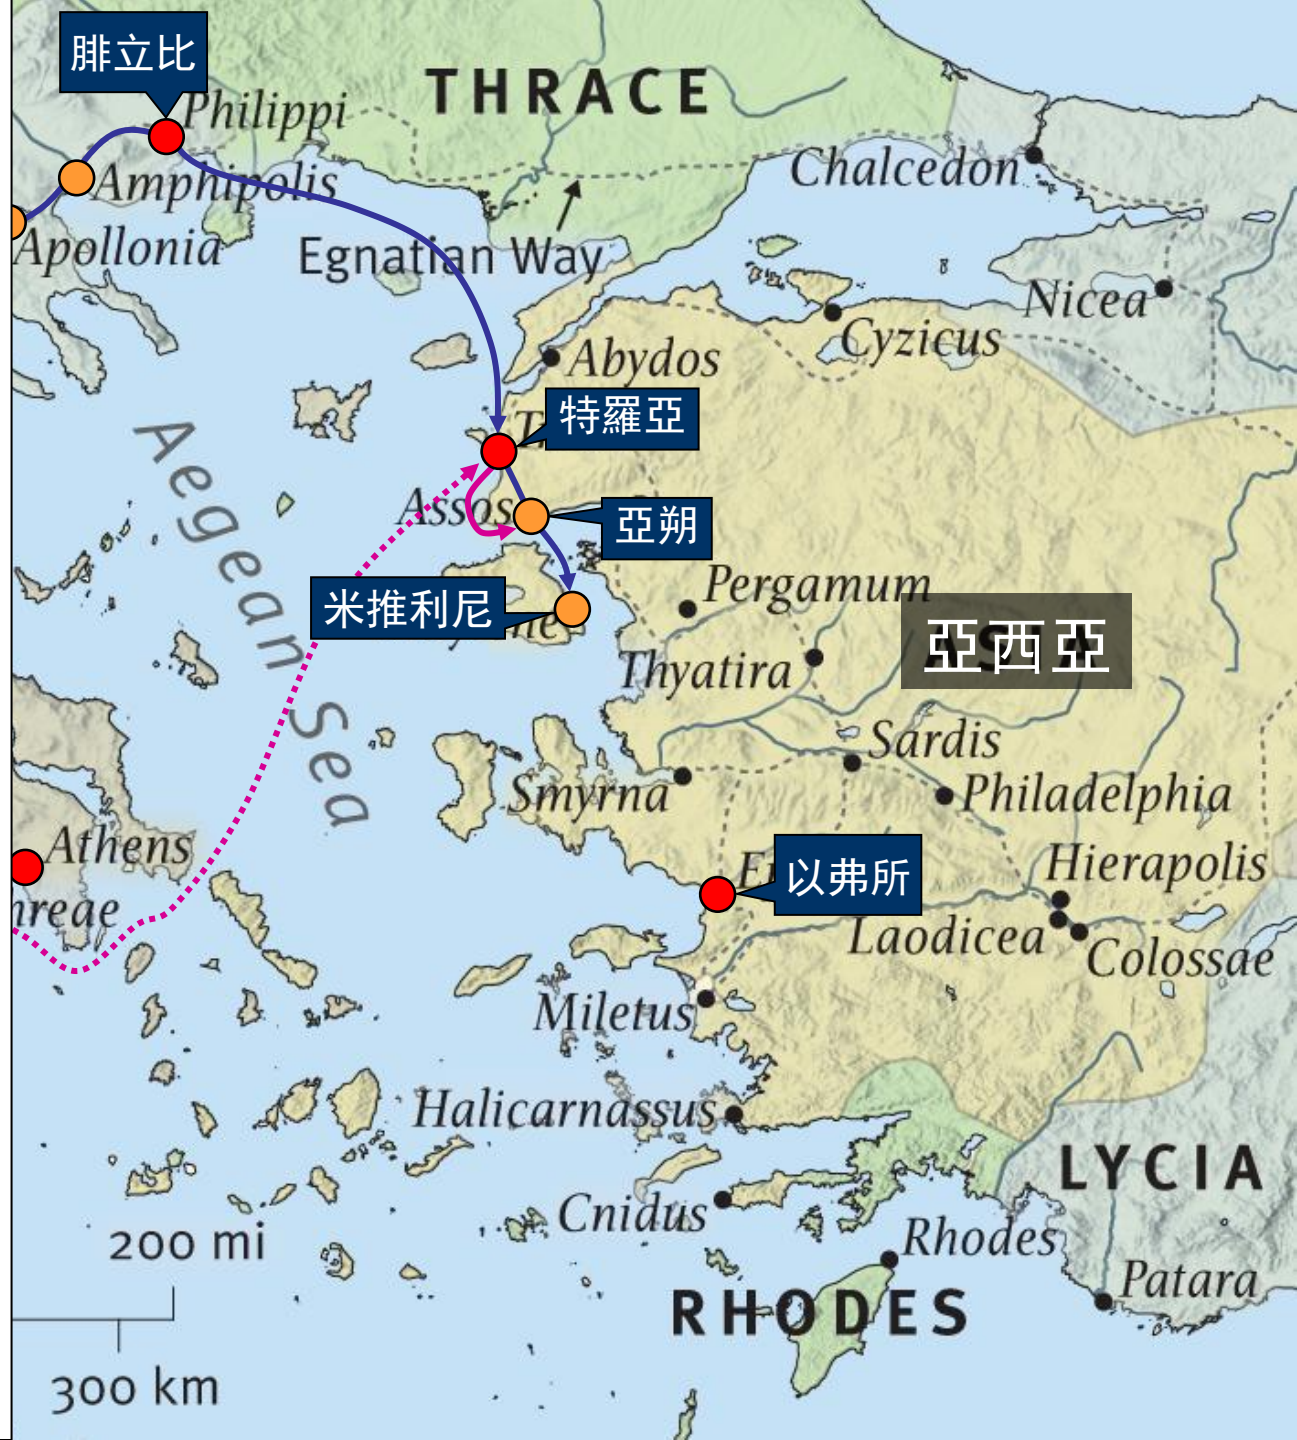 腓立比
THRACE
Philippi
Chalcedon
Amphipolis
Apollonia
Egnatian Way
Nicea
Cyzicus
Abydos
特羅亞
Aegean Sea
Assos
亞朔
Pergamum
米推利尼
亞西亞
ASIA
Thyatira
Sardis
Smyrna
Philadelphia
Athens
以弗所
Hierapolis
Laodicea
Colossae
Miletus
Halicarnassus
LYCIA
Cnidus
200 mi
Rhodes
Patara
RHODES
300 km